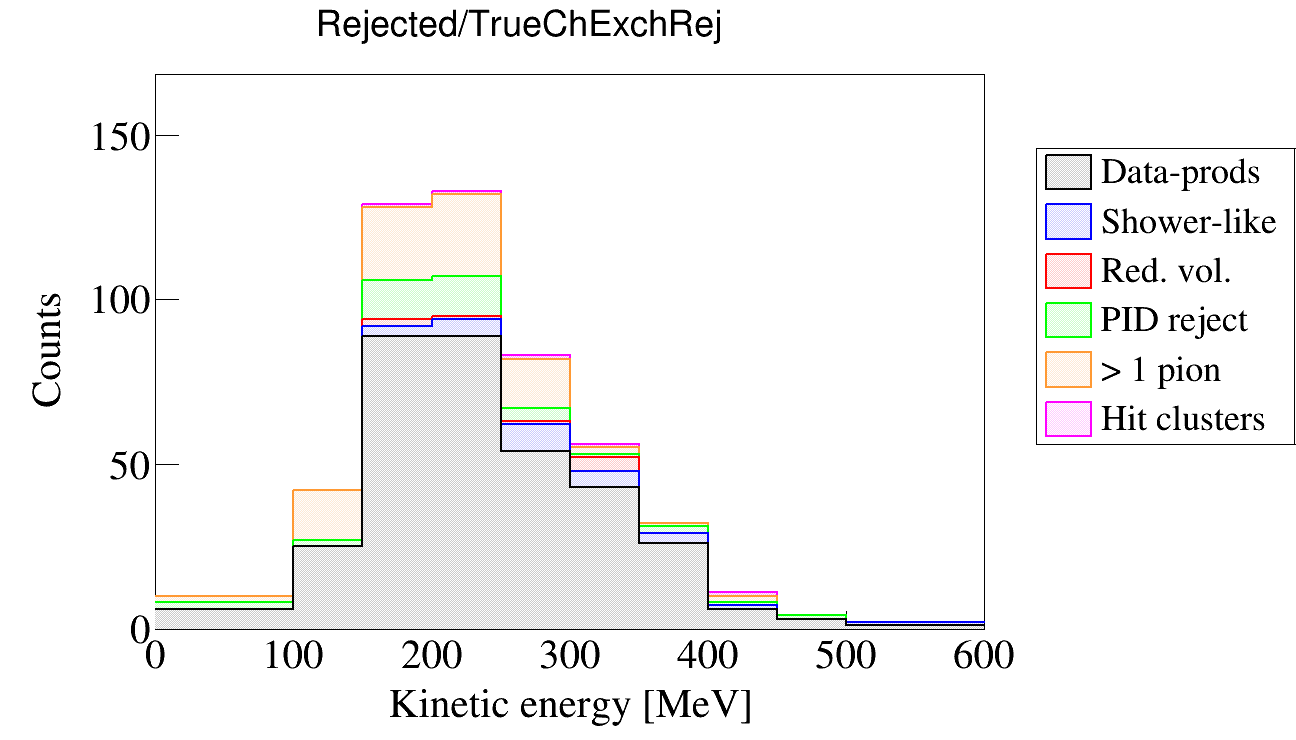 Rejected/TrueChExchRej
150
100
50
0
Counts
0 100 200 300 400 500 600
Kinetic energy [MeV]
Data-prods
Shower-like
Red. vol.
PID reject
> 1 pion
Hit clusters